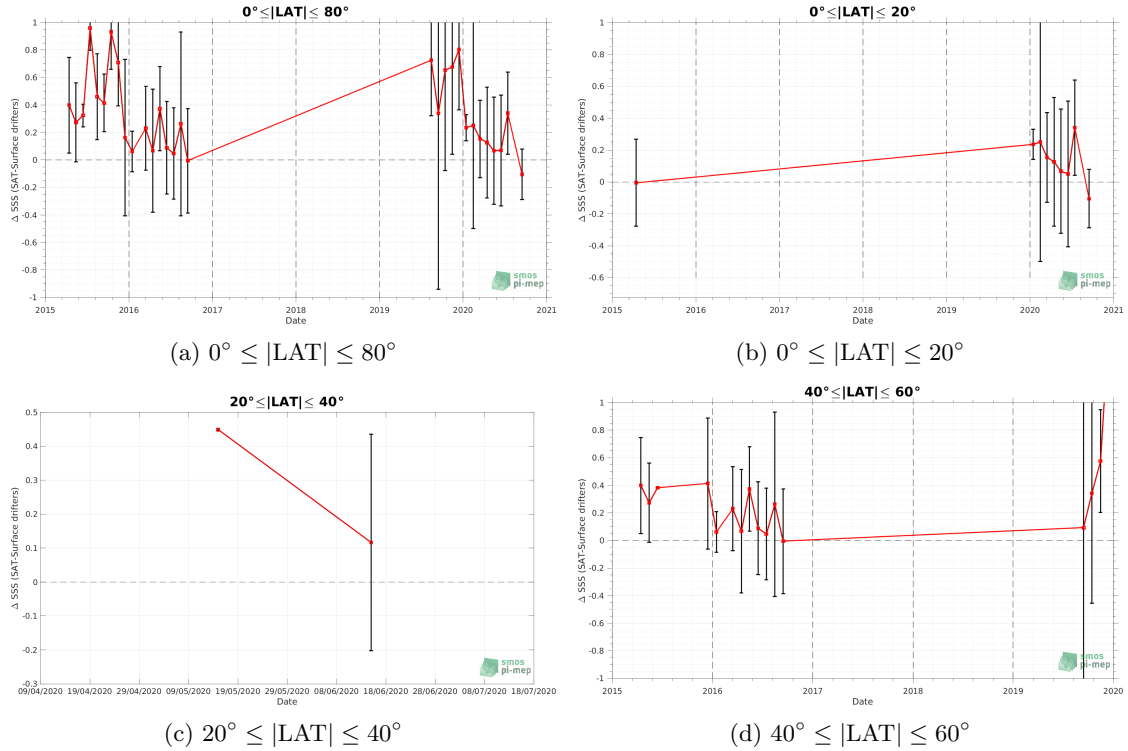 0°≤|LAT|≤ 80°
1
0.8
0.6
0.4
0.2
0
-0.2
-0.4
-0.6
-0.8
-1
Δ SSS (SAT-Surface drifters)
2015 2016 2017 2018 2019 2020 2021
Date
smos
pi-mep
(a) 0° ≤ |LAT| ≤ 80°
0°≤|LAT|≤ 20°
1
0.8
0.6
0.4
0.2
0
-0.2
-0.4
-0.6
Δ SSS (SAT-Surface drifters)
2015 2016 2017 2018 2019 2020 2021
Date
smos
pi-mep
(b) 0° ≤ |LAT| ≤ 20°
20°≤|LAT|≤ 40°
0.5
0.4
0.3
0.2
0.1
0
-0.1
-0.2
-0.3
Δ SSS (SAT-Surface drifters)
09/04/2020 19/04/2020 29/04/2020 09/05/2020 19/05/2020 29/05/2020 08/06/2020 18/06/2020 28/06/2020 08/07/2020 18/07/2020
Date
smos
pi-mep
(c) 20° ≤ |LAT| ≤ 40°
40°≤|LAT|≤ 60°
1
0.8
0.6
0.4
0.2
0
-0.2
-0.4
-0.6
-0.8
-1
Δ SSS (SAT-Surface drifters)
2015 2016 2017 2018 2019 2020
Date
smos
pi-mep
(d) 40° ≤ |LAT| ≤ 60°